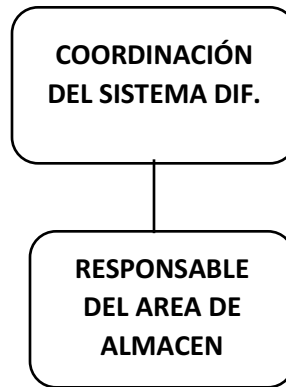 COORDINACIÓN
DEL SISTEMA DIF.
RESPONSABLE
DEL AREA DE
ALMACEN